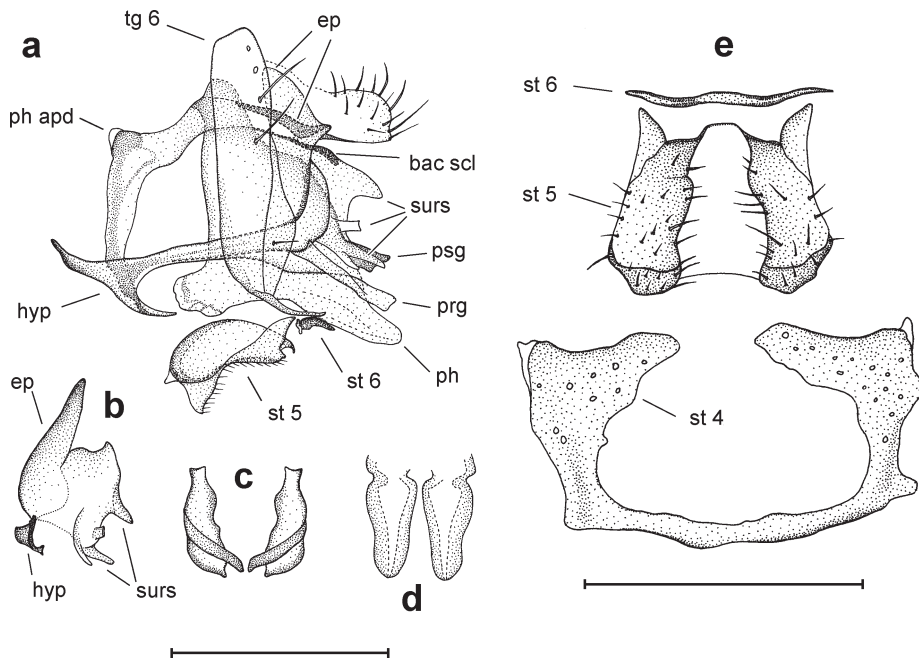 a
tg 6
ep
ph apd
bac scl
surs
psg
prg
hyp
ph
st 6
st 5
b
ep
hyp
surs
c
d
e
st 6
st 5
st 4